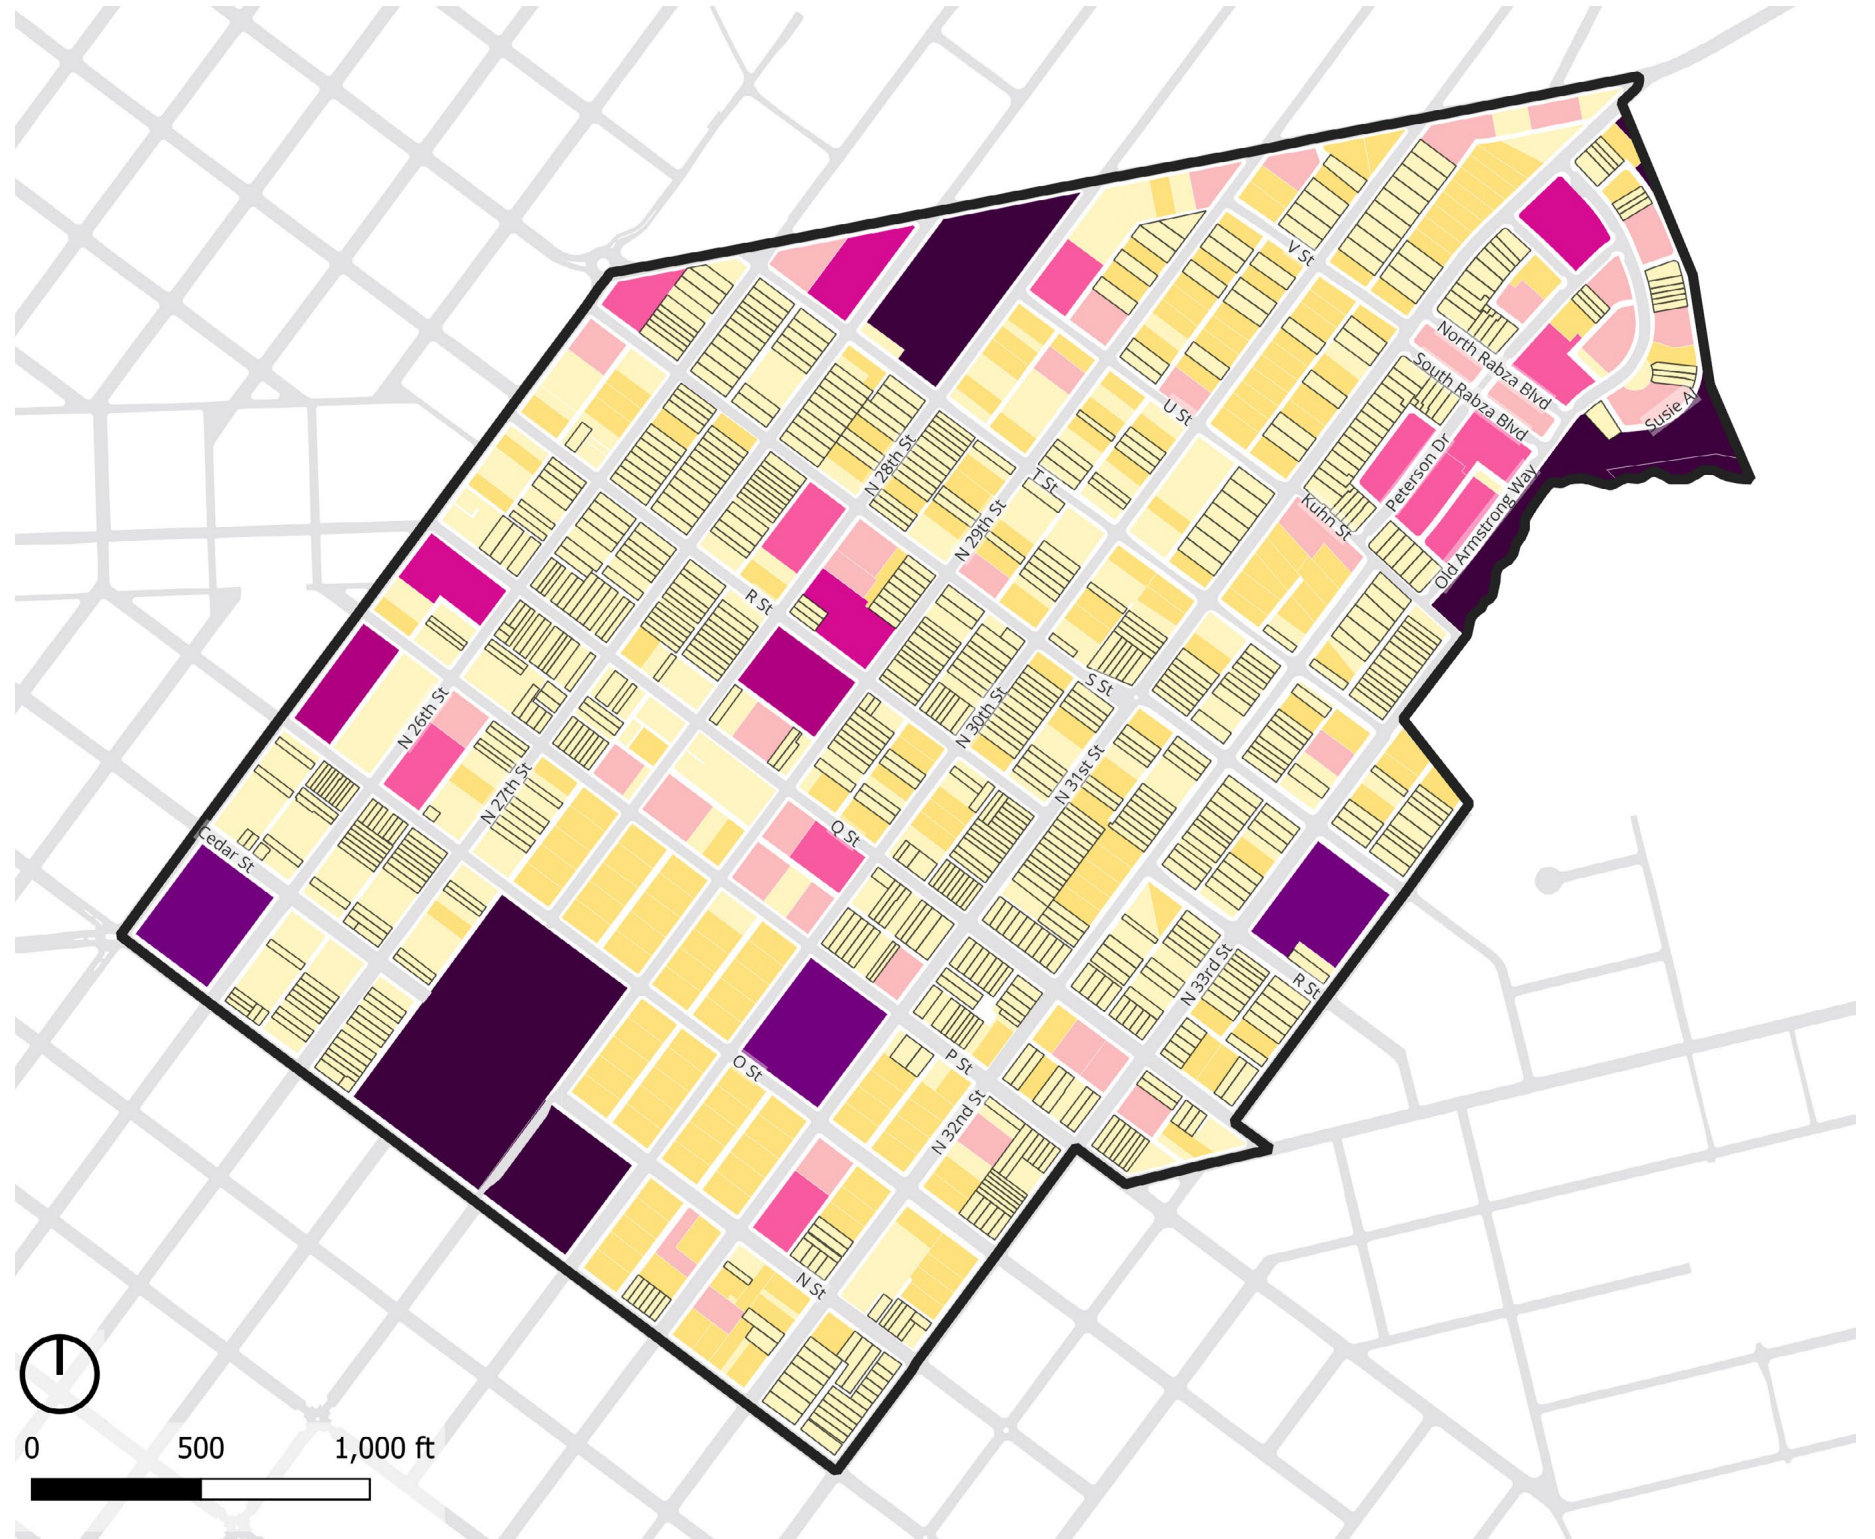 V St
North Rabza Blvd
South Rabza Blvd
Susie A
U St
N 28th St
T St
Peterson Dr
N 29th St
Kuhn St
Old Armstrong Way
R St
S St
N 26th St
N 30th St
N 31st St
N 27th St
Q St
Cedar St
N 33rd St
R St
P St
O St
N 32nd St
N St
0 500 1,000 ft